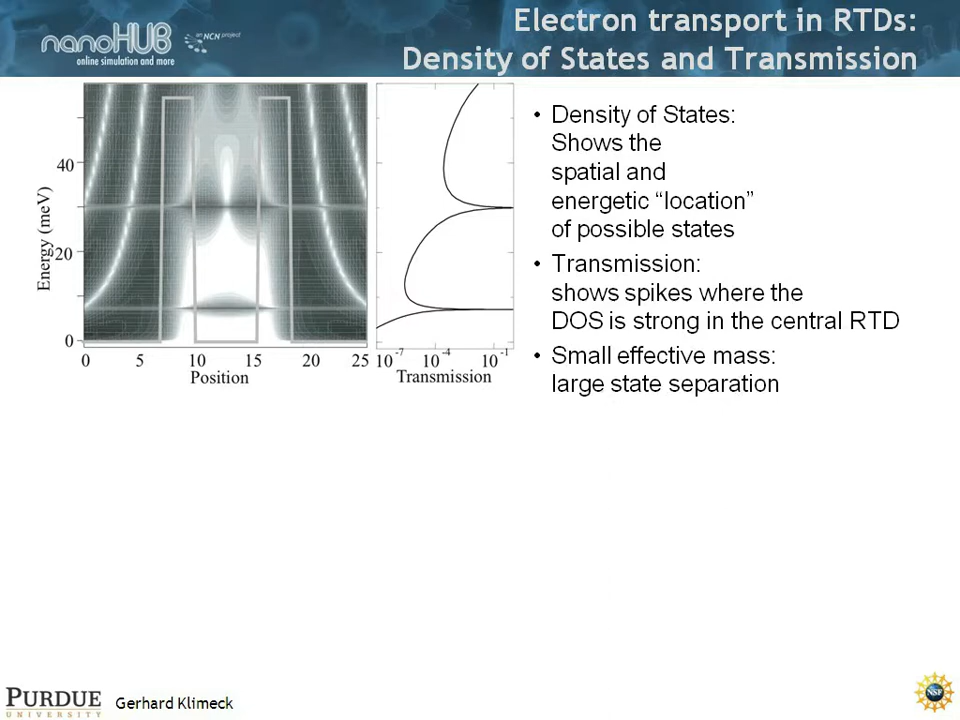 nanoHUB
an NCN project
online simulation and more
Electron transport in RTDs:
Density of States and Transmission
Energy (meV)
40
20
0
0 5 10 15 20 25
Position
10-7 10-4 10-1
Transmission
• Density of States:
Shows the
spatial and
energetic “location”
of possible states
• Transmission:
shows spikes where the
DOS is strong in the central RTD
• Small effective mass:
large state separation
PURDUE
UNIVERSITY
Gerhard Klimeck
NSF